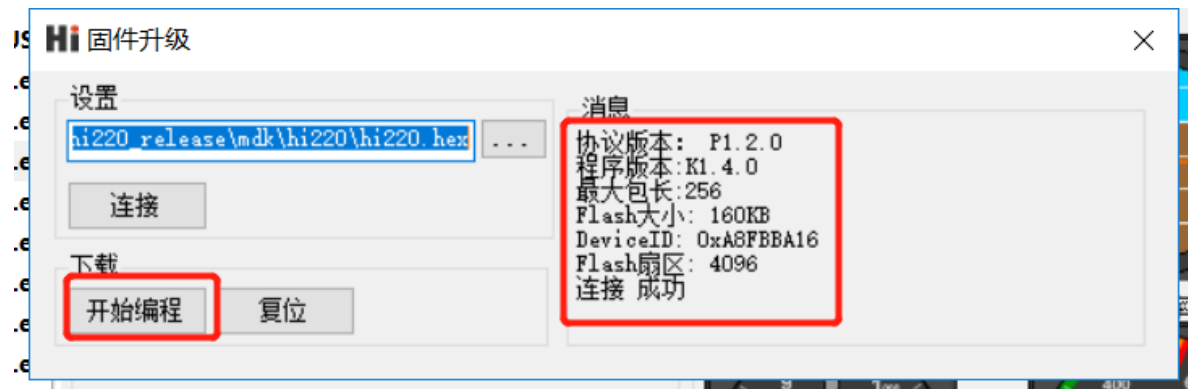 Hi 固件升级
设置
hi220_release\mdk\hi220\hi220.hex
...
连接
下载
开始编程
复位
消息
协议版本: P1.2.0
程序版本:K1.4.0
最大包长:256
Flash大小: 160KB
DeviceID: 0xA8FBBA16
Flash扇区: 4096
连接 成功
400